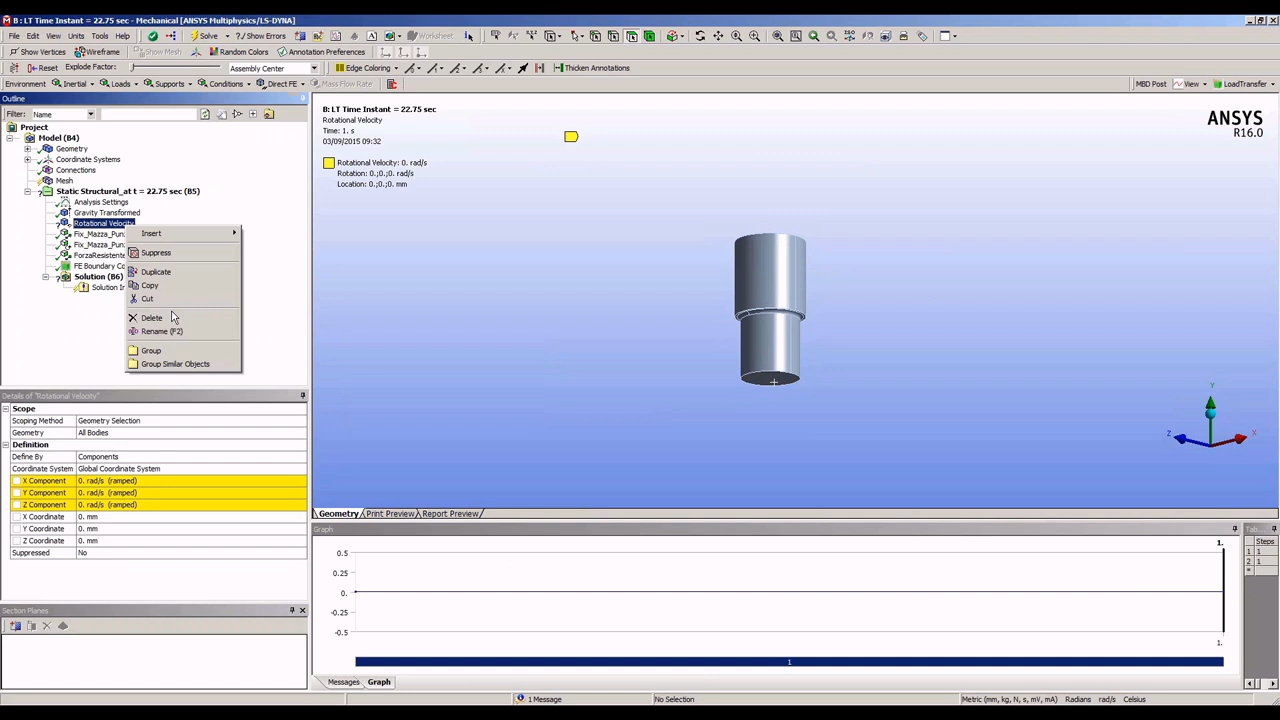 B : LT Time Instant = 22.75 sec - Mechanical [ANSYS Multiphysics/LS-DYNA]
File Edit View Units Tools Help Solve Show Errors Worksheet
Show Vertices Wireframe Show Mesh Random Colors Annotation Preferences
Reset Explode Factor: Assembly Center Edge Coloring Thicken Annotations
Environment Inertial Loads Supports Conditions Direct FE Mass Flow Rate MBD Post View LoadTransfer
Outline
Filter: Name
Project
Model (B4)
Geometry
Coordinate Systems
Connections
Mesh
Static Structural_at t = 22.75 sec (B5)
Analysis Settings
Gravity Transformed
Rotational Velocity
Fix_Mazza_Pun
Fix_Mazza_Pun
ForzaResistente
FE Boundary Co
Solution (B6)
Solution In
Insert
Suppress
Duplicate
Copy
Cut
Delete
Rename (F2)
Group
Group Similar Objects
B: LT Time Instant = 22.75 sec
Rotational Velocity
Time: 1. s
03/09/2015 09:32
Rotational Velocity: 0. rad/s
Rotation: 0.;0.;0. rad/s
Location: 0.;0.;0. mm
ANSYS
R16.0
Y
Z
X
Details of "Rotational Velocity"
Scope
Scoping Method Geometry Selection
Geometry All Bodies
Definition
Define By Components
Coordinate System Global Coordinate System
X Component 0. rad/s (ramped)
Y Component 0. rad/s (ramped)
Z Component 0. rad/s (ramped)
X Coordinate 0. mm
Y Coordinate 0. mm
Z Coordinate 0. mm
Suppressed No
Section Planes
Geometry Print Preview Report Preview
Graph
1.
0.5
0.25
0.
-0.25
-0.5
1.
1
Tab...
Steps
1 1
2 1
*
Messages Graph
1 Message No Selection Metric (mm, kg, N, s, mV, mA) Radians rad/s Celsius